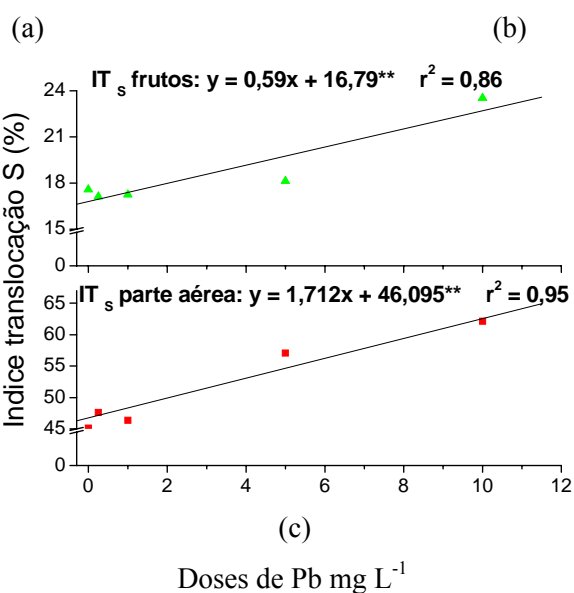 (a) (b)
IT S frutos: y = 0,59x + 16,79** r² = 0,86
24
21
18
15
0
Indice translocação S (%)
IT S parte aérea: y = 1,712x + 46,095** r² = 0,95
65
60
55
50
45
0
0 2 4 6 8 10 12
(c)
Doses de Pb mg L⁻¹